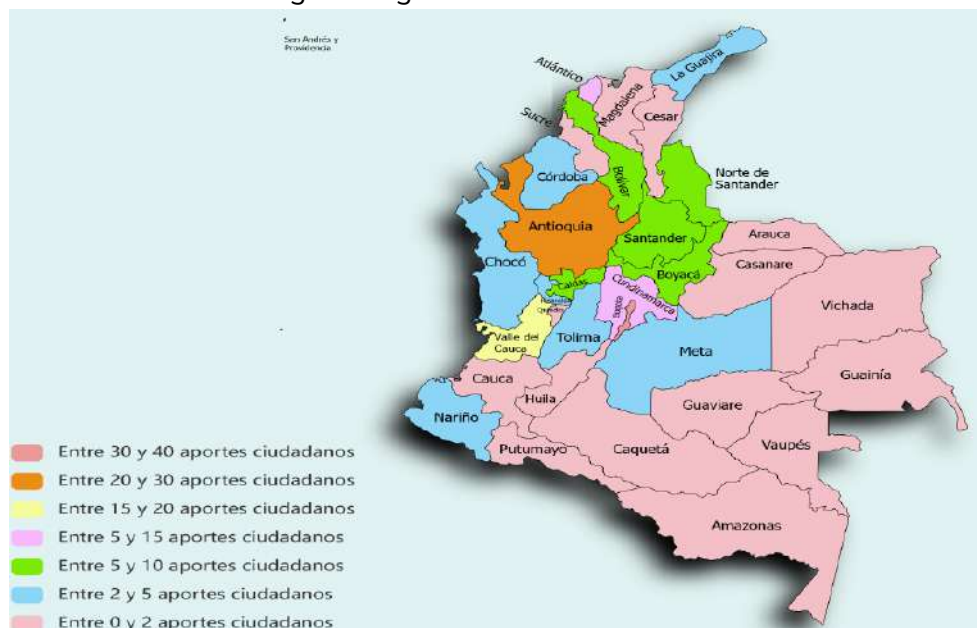 San Andrés y
Providencia
La Guajira
Atlántico
Magdalena
Cesar
Sucre
Norte de
Santander
Córdoba
Bolívar
Antioquia
Santander
Arauca
Chocó
Boyacá
Casanare
Caldas
Cundinamarca
Vichada
Risaralda
Quindío
Bogotá
Valle del
Cauca
Tolima
Meta
Guainía
Cauca
Huila
Guaviare
Nariño
Vaupés
Putumayo
Caquetá
Amazonas
Entre 30 y 40 aportes ciudadanos
Entre 20 y 30 aportes ciudadanos
Entre 15 y 20 aportes ciudadanos
Entre 5 y 15 aportes ciudadanos
Entre 5 y 10 aportes ciudadanos
Entre 2 y 5 aportes ciudadanos
Entre 0 y 2 aportes ciudadanos